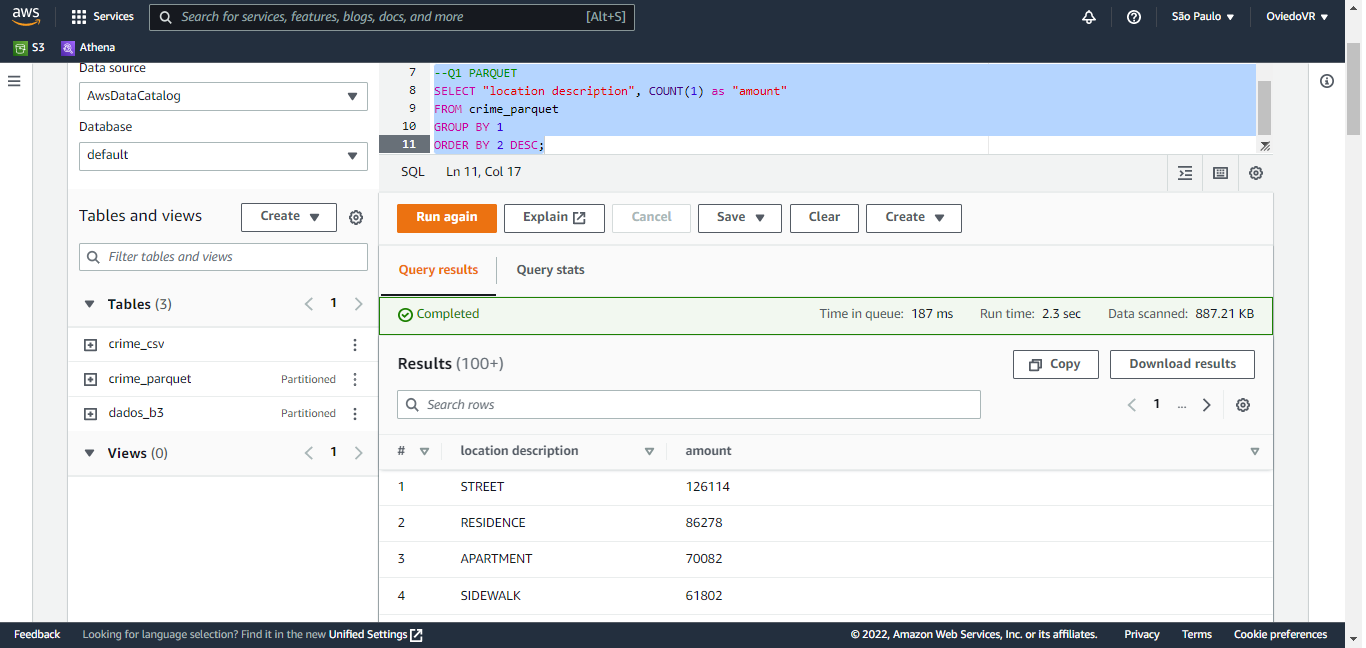 aws
Services
Search for services, features, blogs, docs, and more [Alt+S]
São Paulo
OviedoVR
S3
Athena
Data source
AwsDataCatalog
Database
default
Tables and views
Create
Filter tables and views
Tables (3)
1
crime_csv
crime_parquet Partitioned
dados_b3 Partitioned
Views (0)
1
7 --Q1 PARQUET
8 SELECT "location description", COUNT(1) as "amount"
9 FROM crime_parquet
10 GROUP BY 1
11 ORDER BY 2 DESC;
SQL Ln 11, Col 17
Run again Explain Cancel Save Clear Create
Query results Query stats
Completed Time in queue: 187 ms Run time: 2.3 sec Data scanned: 887.21 KB
Results (100+) Copy Download results
Search rows 1 ...
# location description amount
1 STREET 126114
2 RESIDENCE 86278
3 APARTMENT 70082
4 SIDEWALK 61802
Feedback Looking for language selection? Find it in the new Unified Settings © 2022, Amazon Web Services, Inc. or its affiliates. Privacy Terms Cookie preferences